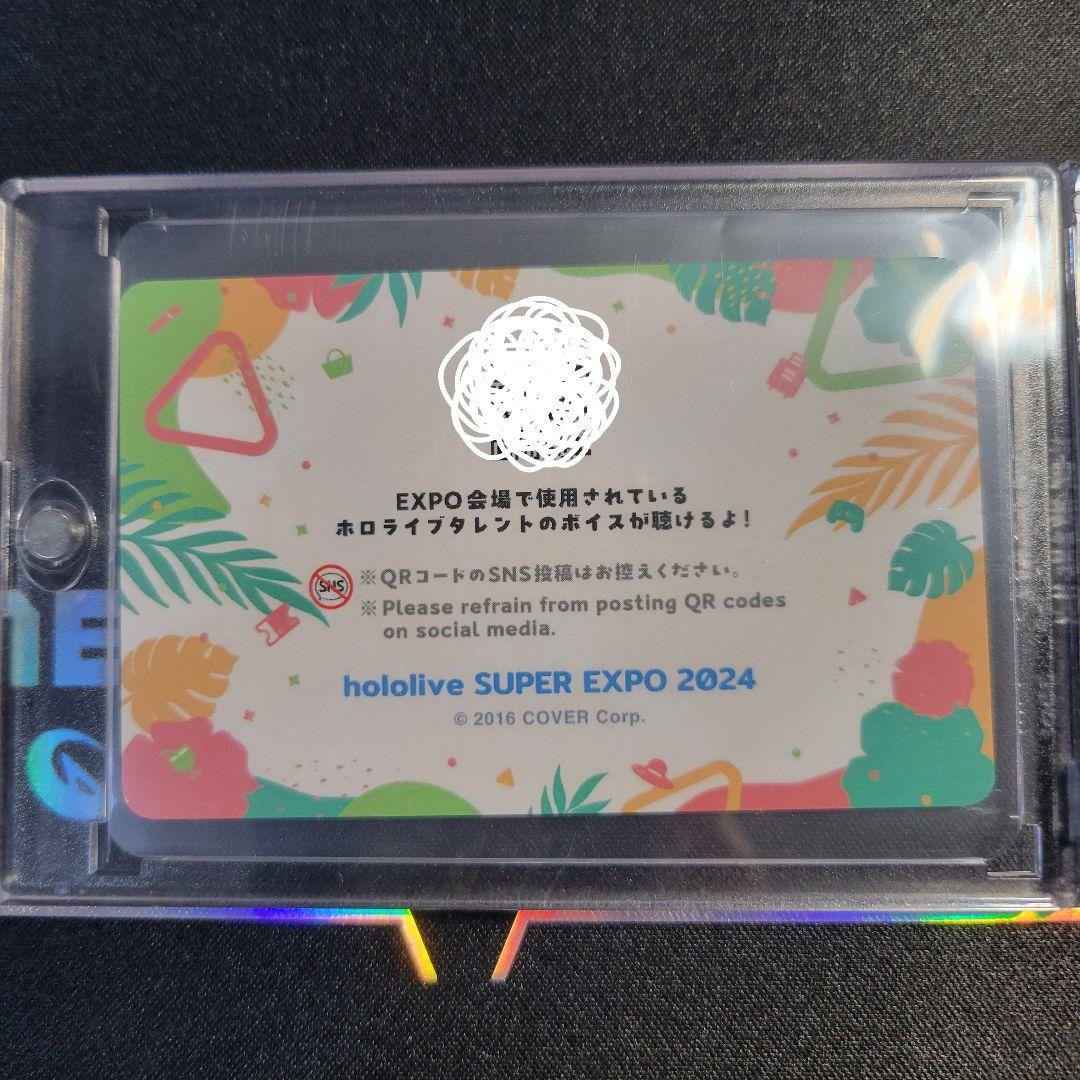 EXPO会場で使用されている
ホロライブタレントのボイスが聴けるよ!
SNS
※QRコードのSNS投稿はお控えください。
※Please refrain from posting QR codes
on social media.
hololive SUPER EXPO 2024
© 2016 COVER Corp.